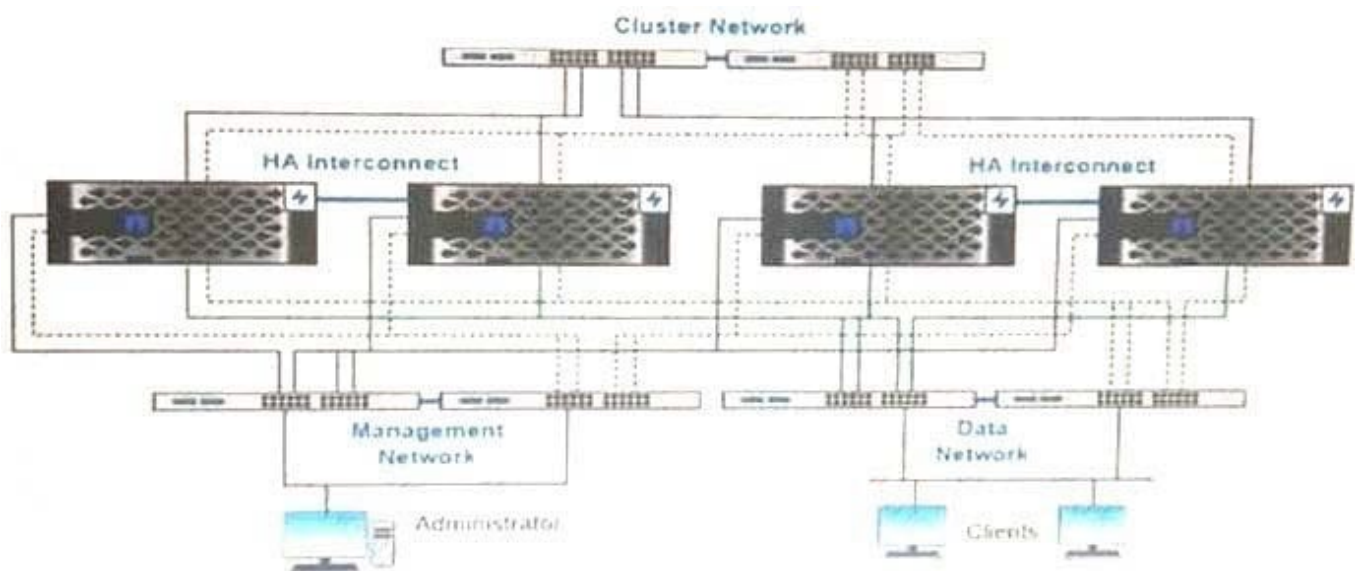 Cluster Network
HA Interconnect
HA Interconnect
Management
Network
Data
Network
Administrator
Clients